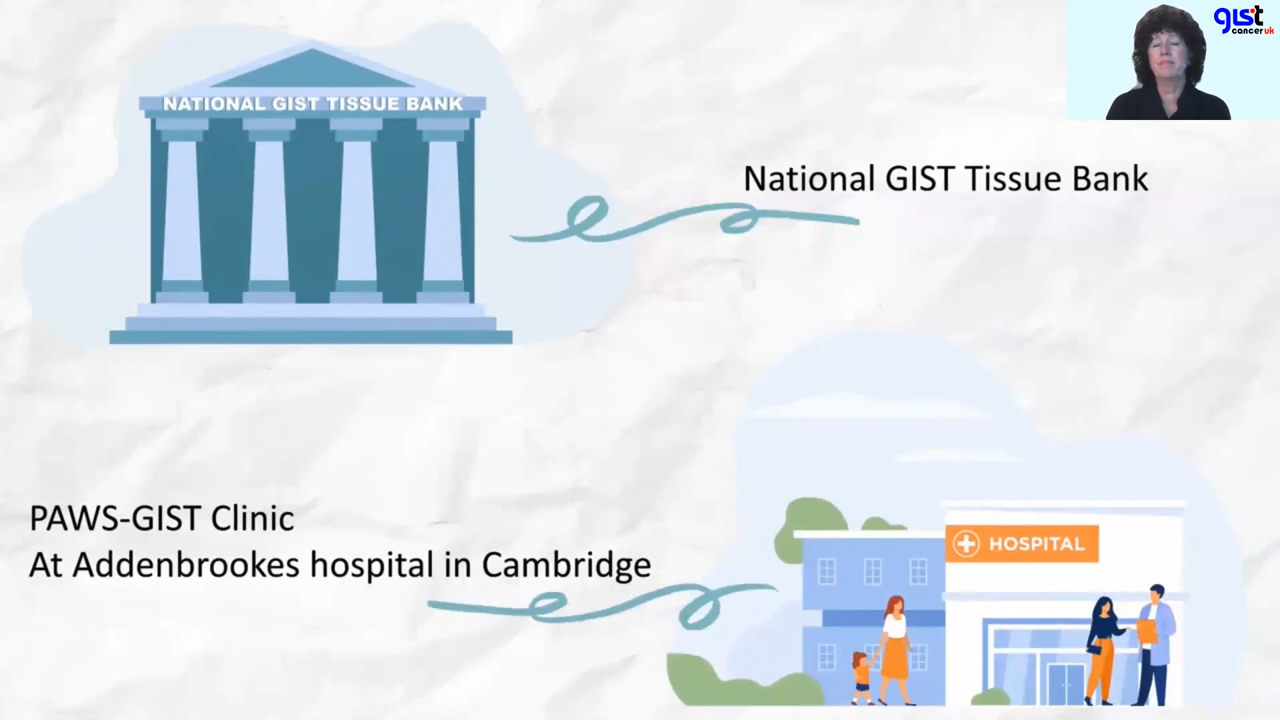 gist
cancer uk
NATIONAL GIST TISSUE BANK
National GIST Tissue Bank
PAWS-GIST Clinic
At Addenbrookes hospital in Cambridge
HOSPITAL